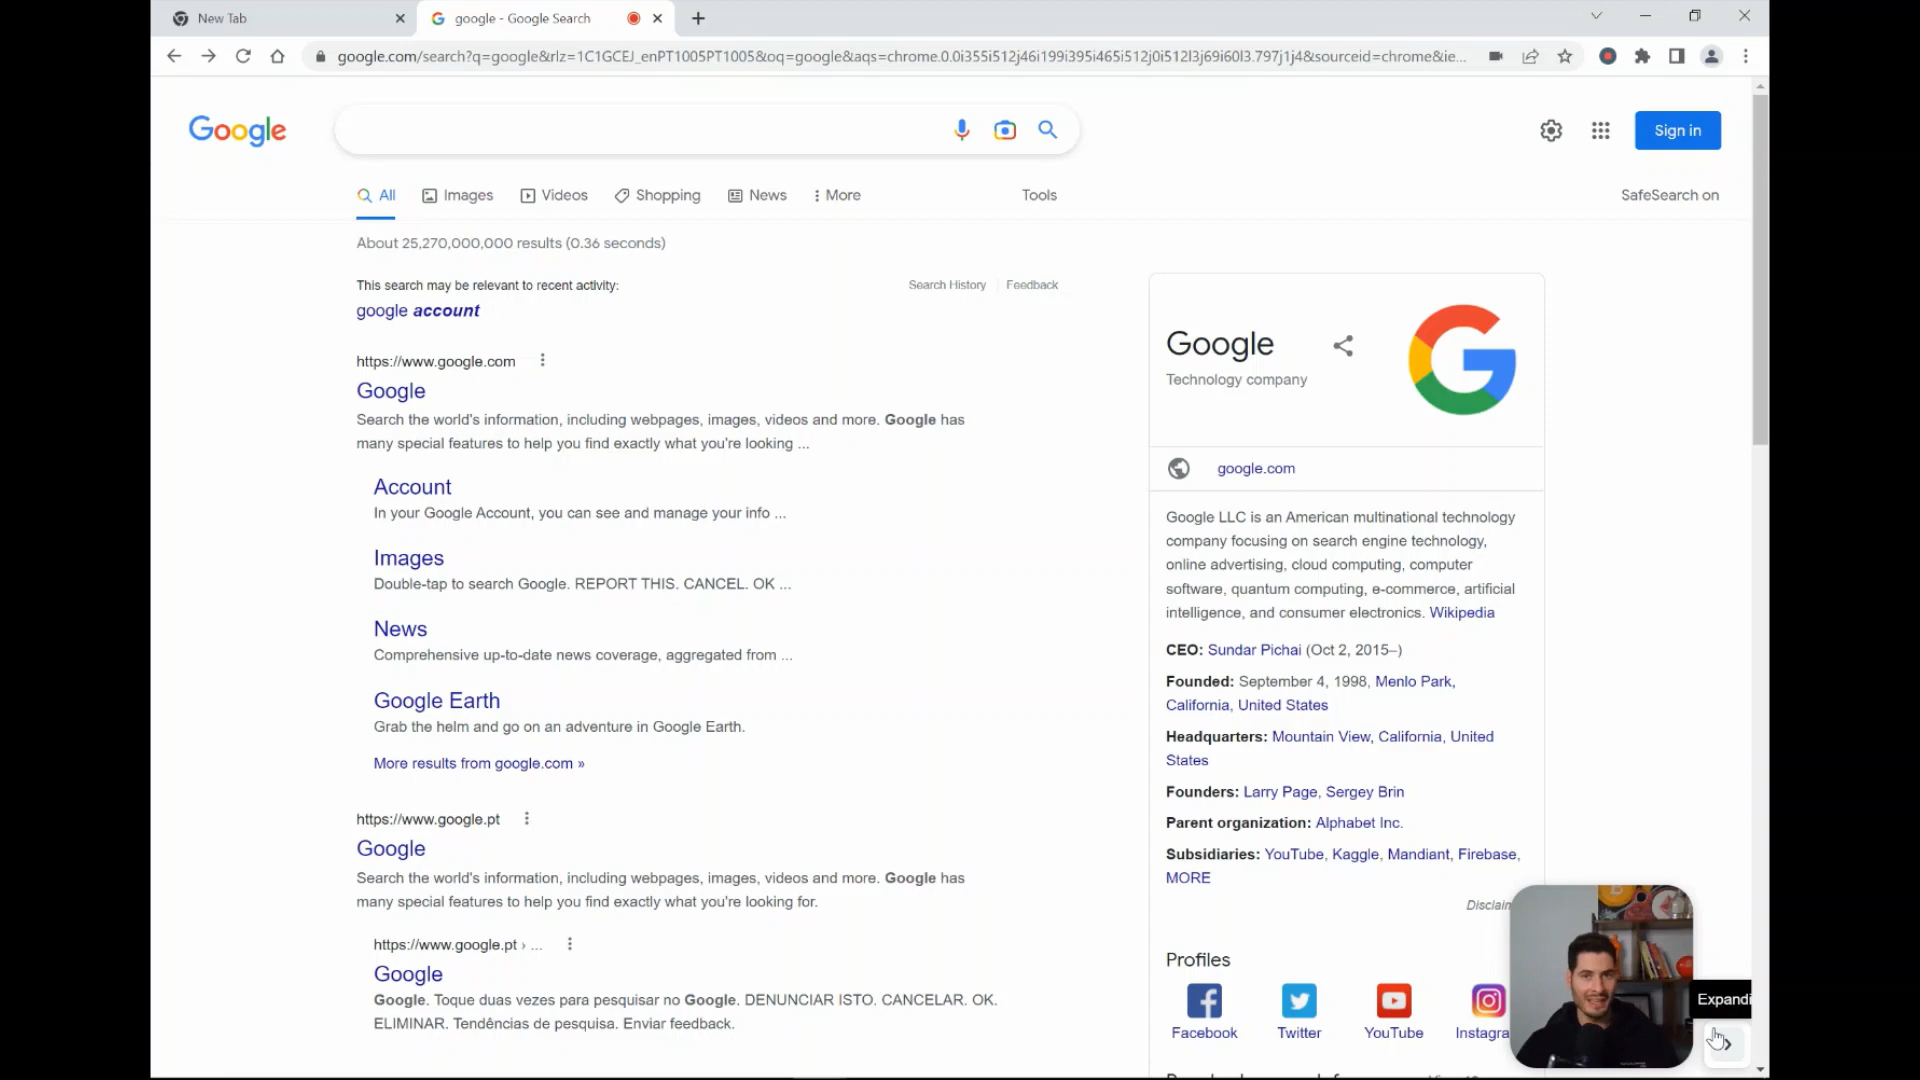 New Tab
google - Google Search
google.com/search?q=google&rlz=1C1GCEJ_enPT1005PT1005&oq=google&aqs=chrome.0.0i355i512j46i199i395i465i512j0i512l3j69i60l3.797j1j4&sourceid=chrome&ie...
Google
Sign in
All
Images
Videos
Shopping
News
More
Tools
SafeSearch on
About 25,270,000,000 results (0.36 seconds)
This search may be relevant to recent activity:
Search History
Feedback
google account
https://www.google.com
Google
Search the world's information, including webpages, images, videos and more. Google has
many special features to help you find exactly what you're looking ...
Account
In your Google Account, you can see and manage your info ...
Images
Double-tap to search Google. REPORT THIS. CANCEL. OK ...
News
Comprehensive up-to-date news coverage, aggregated from ...
Google Earth
Grab the helm and go on an adventure in Google Earth.
More results from google.com »
https://www.google.pt
Google
Search the world's information, including webpages, images, videos and more. Google has
many special features to help you find exactly what you're looking for.
https://www.google.pt › ...
Google
Google. Toque duas vezes para pesquisar no Google. DENUNCIAR ISTO. CANCELAR. OK.
ELIMINAR. Tendências de pesquisa. Enviar feedback.
Google
Technology company
google.com
Google LLC is an American multinational technology
company focusing on search engine technology,
online advertising, cloud computing, computer
software, quantum computing, e-commerce, artificial
intelligence, and consumer electronics. Wikipedia
CEO: Sundar Pichai (Oct 2, 2015–)
Founded: September 4, 1998, Menlo Park,
California, United States
Headquarters: Mountain View, California, United
States
Founders: Larry Page, Sergey Brin
Parent organization: Alphabet Inc.
Subsidiaries: YouTube, Kaggle, Mandiant, Firebase,
MORE
Disclaim
Profiles
Facebook
Twitter
YouTube
Instagra
Expandi